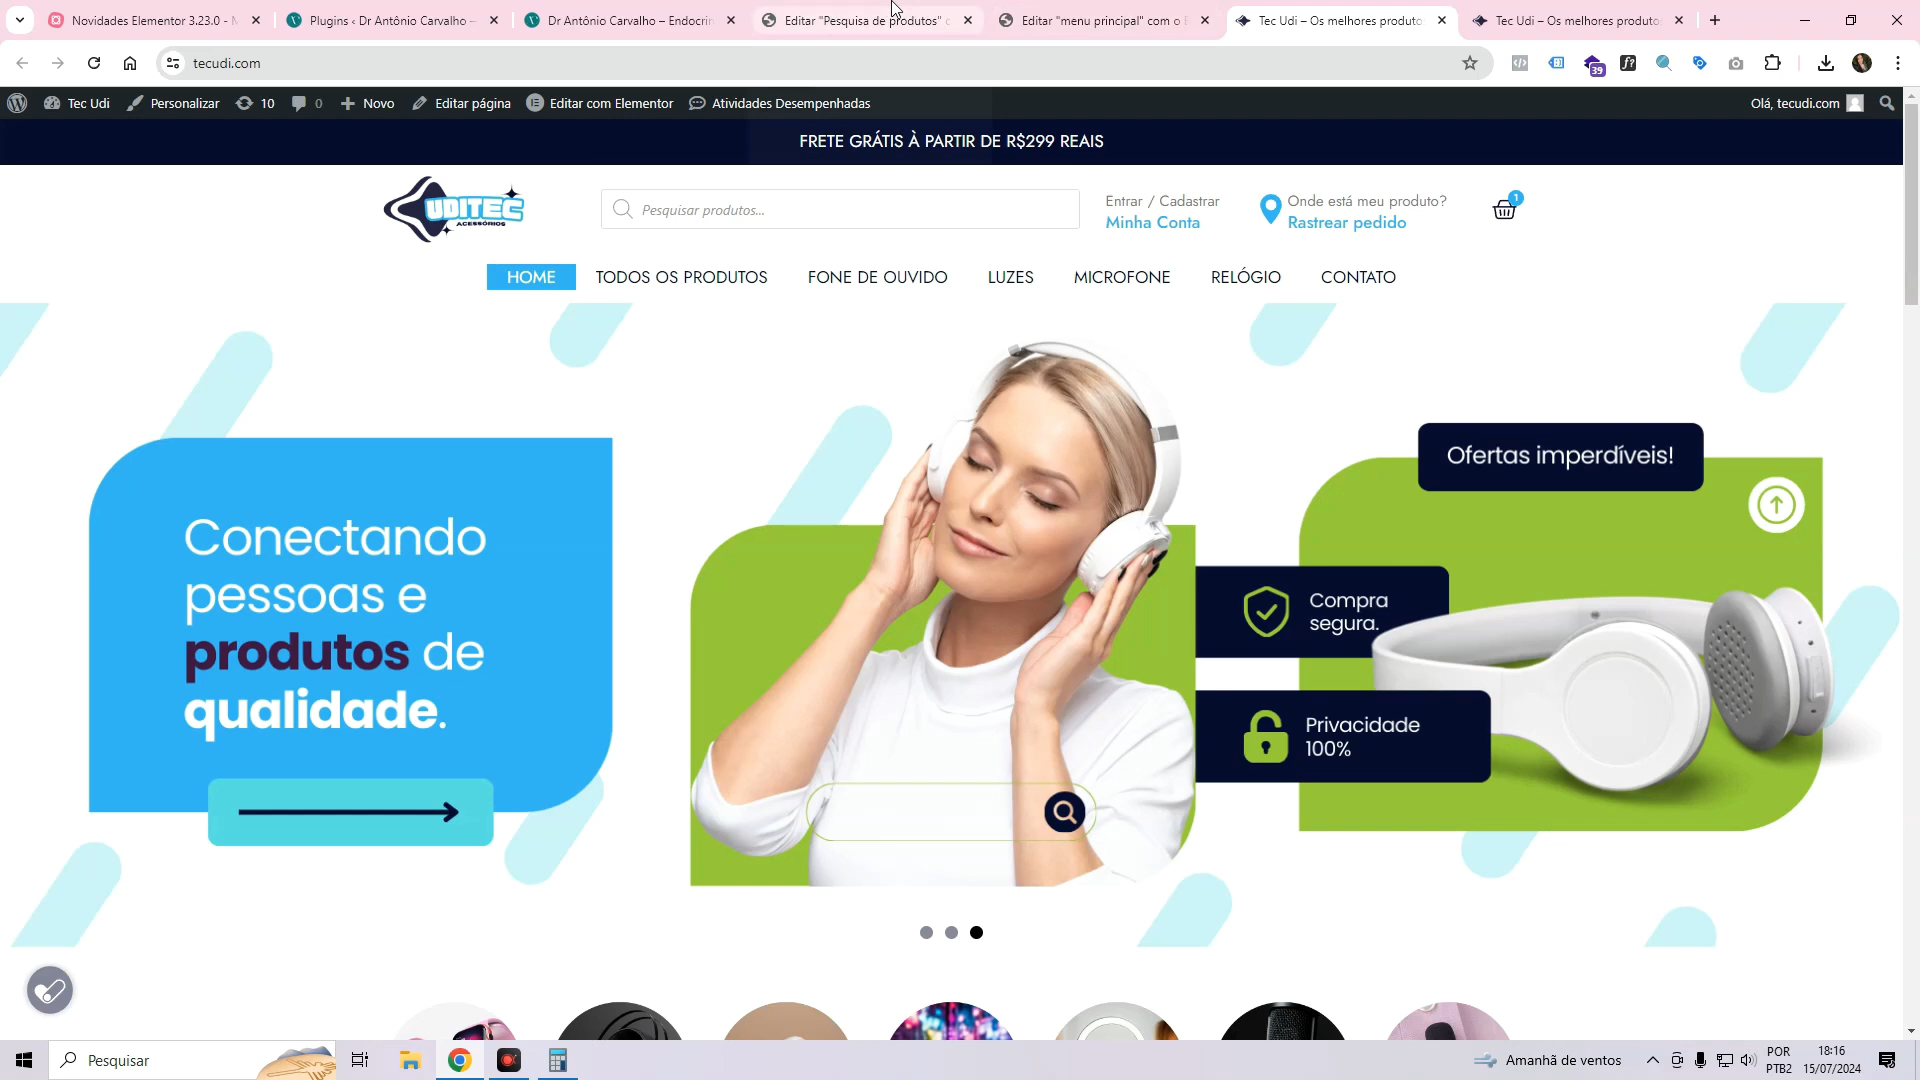 Novidades Elementor 3.23.0 -
Plugins ‹ Dr Antônio Carvalho —
Dr Antônio Carvalho – Endocrin
Editar "Pesquisa de produtos"
Editar "menu principal" com o
Tec Udi – Os melhores produto
Tec Udi – Os melhores produto
tecudi.com
39
Tec Udi
Personalizar
10
0
Novo
Editar página
Editar com Elementor
Atividades Desempenhadas
Olá, tecudi.com
FRETE GRÁTIS À PARTIR DE R$299 REAIS
UDITEC
ACESSÓRIOS
Pesquisar produtos...
Entrar / Cadastrar
Minha Conta
Onde está meu produto?
Rastrear pedido
1
HOME
TODOS OS PRODUTOS
FONE DE OUVIDO
LUZES
MICROFONE
RELÓGIO
CONTATO
Conectando
pessoas e
produtos de
qualidade.
Ofertas imperdíveis!
Compra
segura.
Privacidade
100%
Pesquisar
Amanhã de ventos
POR
PTB2
18:16
15/07/2024